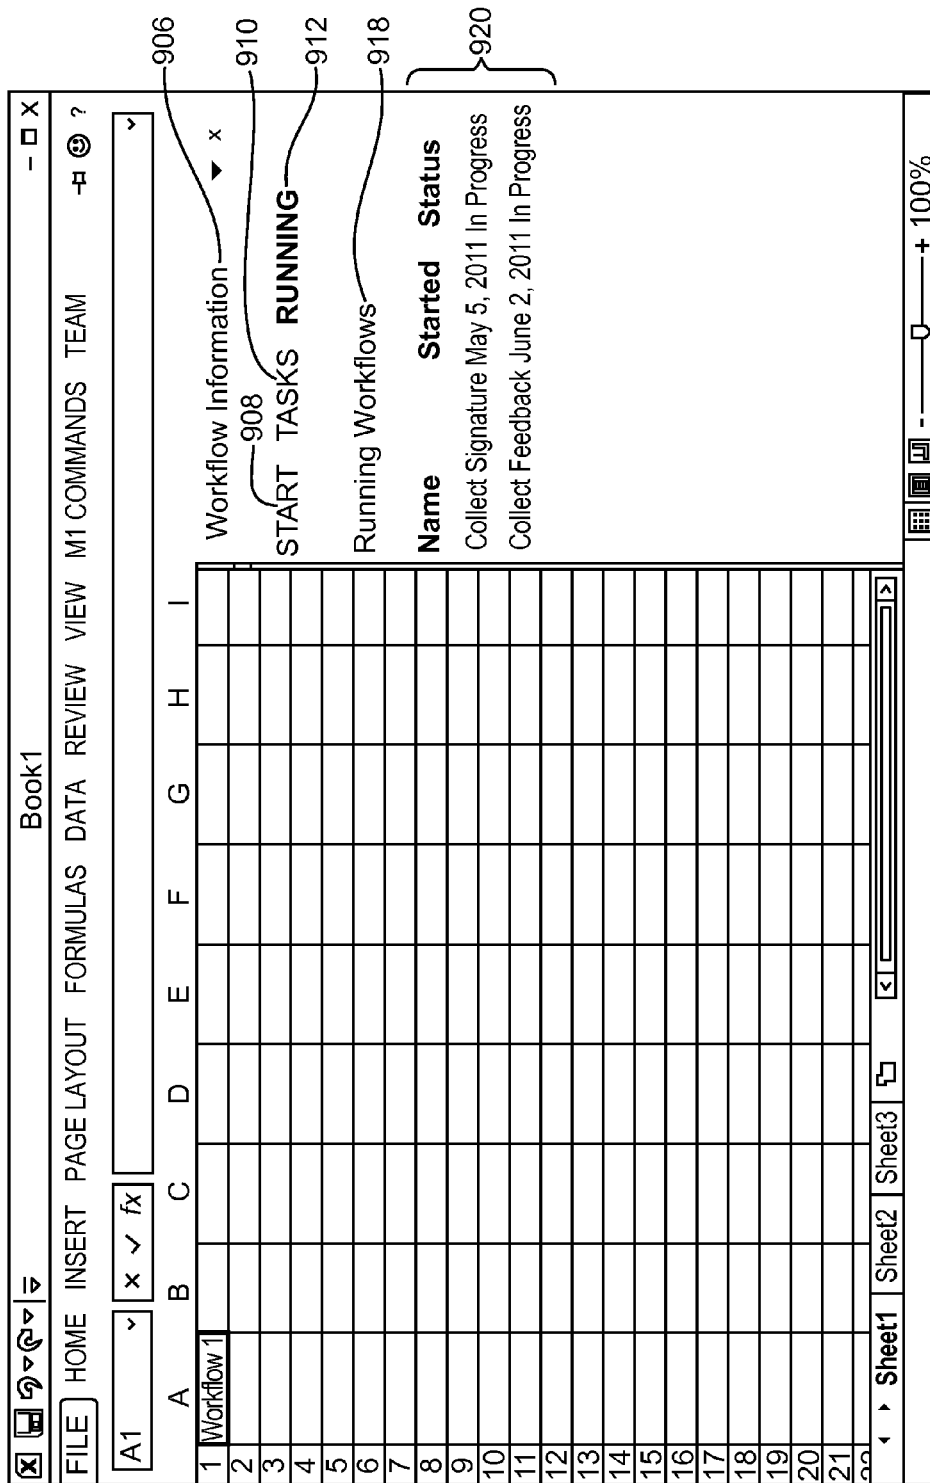 Book1
FILE HOME INSERT PAGE LAYOUT FORMULAS DATA REVIEW VIEW M1 COMMANDS TEAM ?
A1 fx
A B C D E F G H I
1 Workflow 1
2
3
4
5
6
7
8
9
10
11
12
13
14
15
16
17
18
19
20
21
22
Workflow Information x
906
908
START TASKS RUNNING
910
912
Running Workflows
918
Name Started Status
Collect Signature May 5, 2011 In Progress
Collect Feedback June 2, 2011 In Progress
920
Sheet1 Sheet2 Sheet3
- + 100%